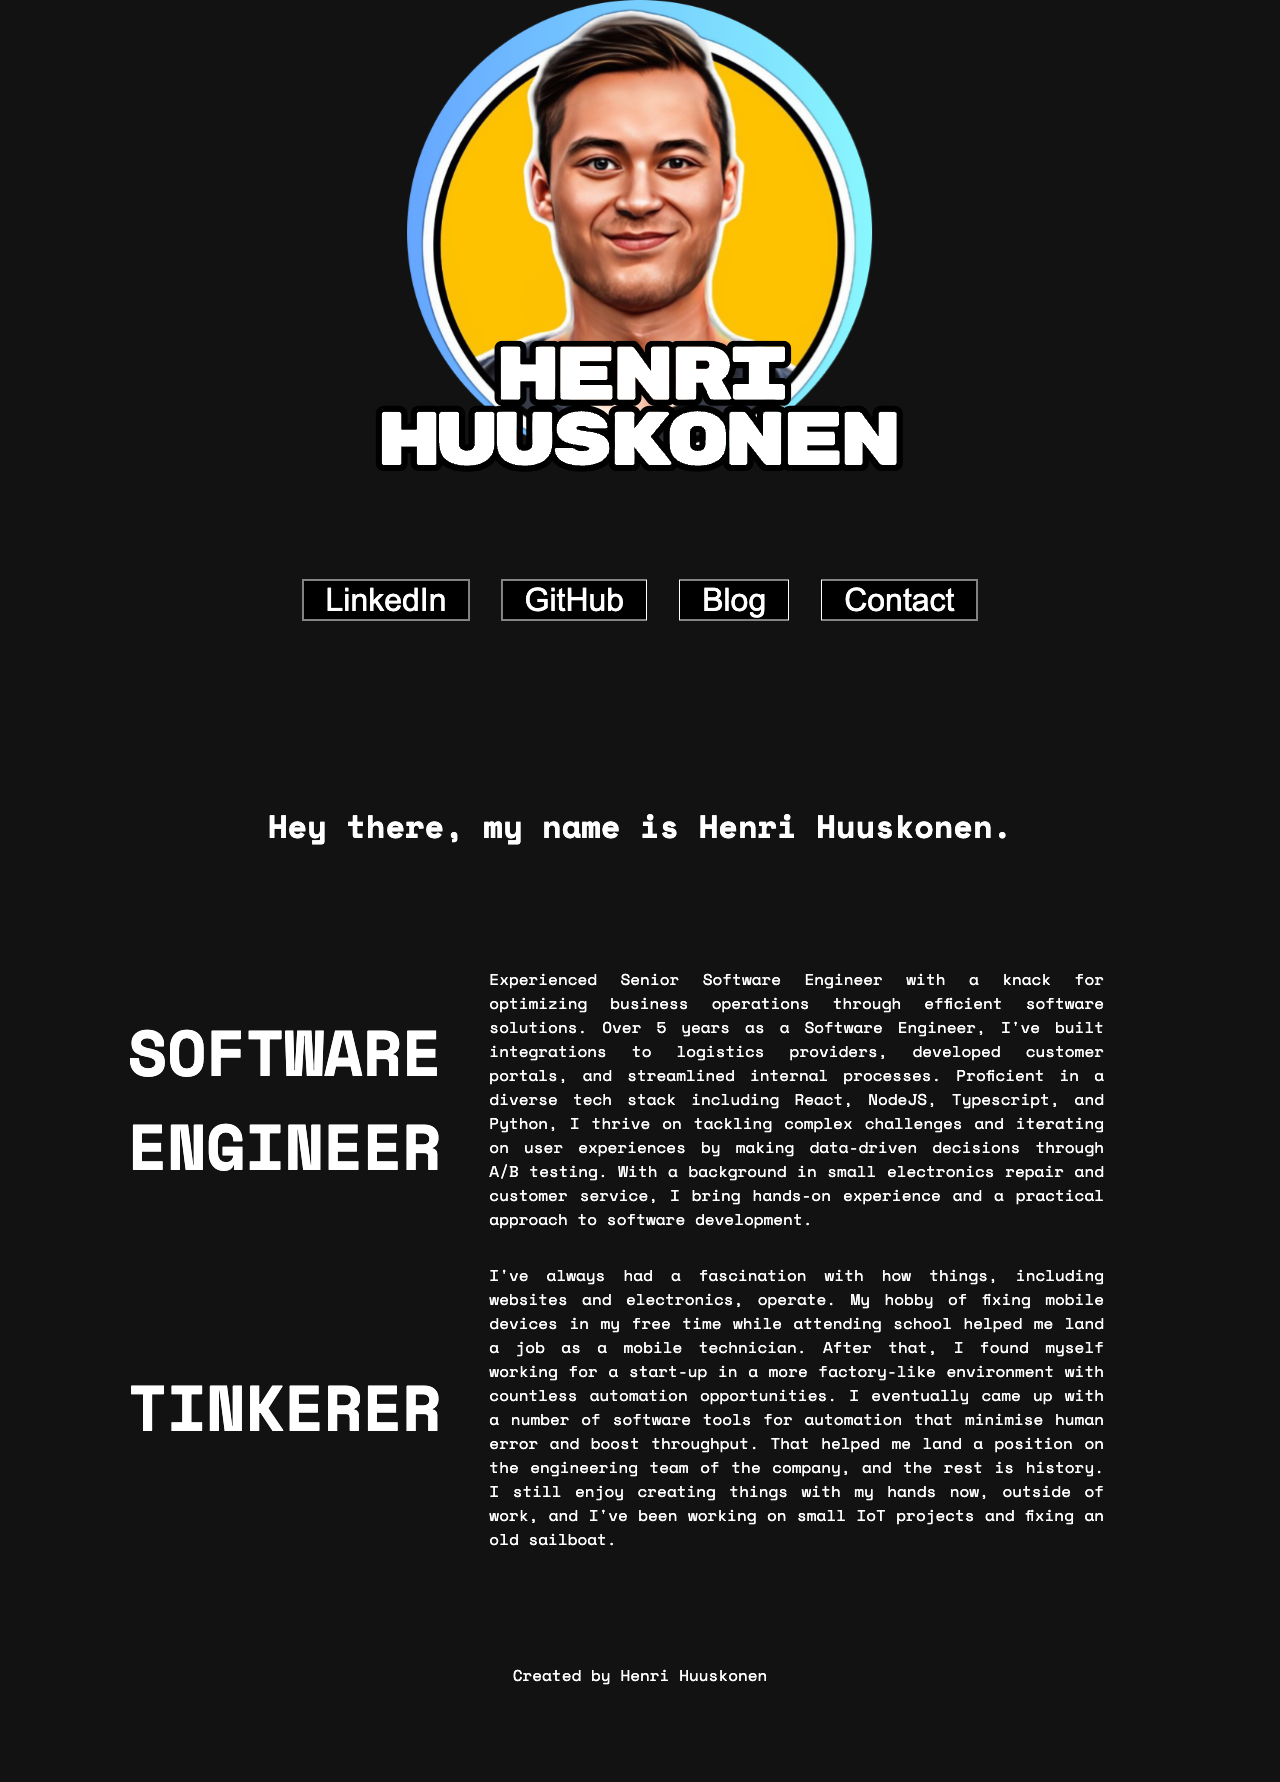 HENRI
HUUSKONEN
LinkedIn
GitHub
Blog
Contact
Hey there, my name is Henri Huuskonen.
SOFTWARE
ENGINEER
Experienced Senior Software Engineer with a knack for
optimizing business operations through efficient software
solutions. Over 5 years as a Software Engineer, I've built
integrations to logistics providers, developed customer
portals, and streamlined internal processes. Proficient in a
diverse tech stack including React, NodeJS, Typescript, and
Python, I thrive on tackling complex challenges and iterating
on user experiences by making data-driven decisions through
A/B testing. With a background in small electronics repair and
customer service, I bring hands-on experience and a practical
approach to software development.
TINKERER
I've always had a fascination with how things, including
websites and electronics, operate. My hobby of fixing mobile
devices in my free time while attending school helped me land
a job as a mobile technician. After that, I found myself
working for a start-up in a more factory-like environment with
countless automation opportunities. I eventually came up with
a number of software tools for automation that minimise human
error and boost throughput. That helped me land a position on
the engineering team of the company, and the rest is history.
I still enjoy creating things with my hands now, outside of
work, and I've been working on small IoT projects and fixing an
old sailboat.
Created by Henri Huuskonen